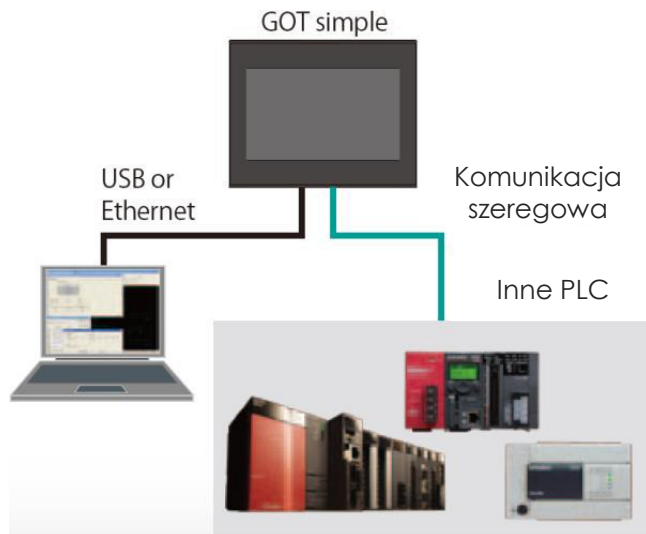 GOT simple
USB or
Ethernet
Komunikacja
szeregowa
Inne PLC